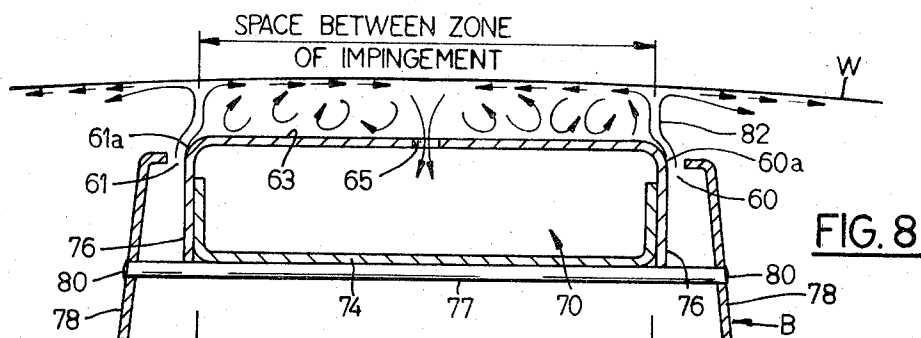 SPACE BETWEEN ZONE
OF IMPINGEMENT
W
61a
82
61
63
65
60a
60
76
FIG. 8
80
74
77
70
76
80
78
78
B